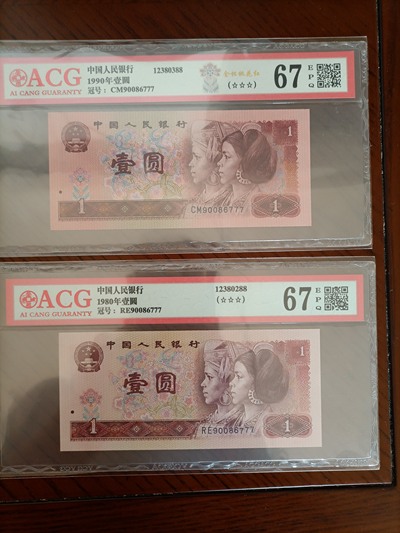 ACG
AI CANG GUARANTY
中国人民银行 12380388
1990年壹圆
冠号：CM90086777 (☆☆☆)
67 EPQ
中国人民银行
壹圆
1
CM90086777
1 1
ACG
AI CANG GUARANTY
中国人民银行 12380288
1980年壹圆 (☆☆☆)
冠号：RE90086777
67 EPQ
中国人民银行
壹圆
1
RE90086777
1 1